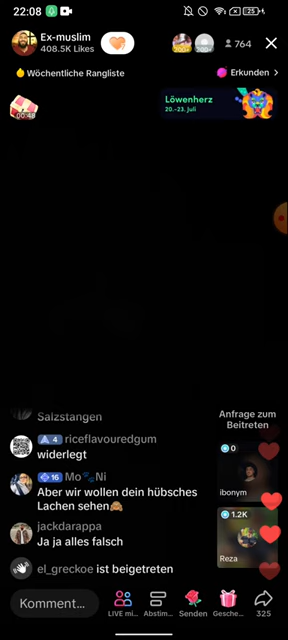 22:08
25
Ex-muslim
408.5K Likes
764
Wöchentliche Rangliste
Erkunden
00:48
Löwenherz
20.-23. Juli
Salzstangen
Anfrage zum
Beitreten
4 riceflavouredgum
widerlegt
0
16 Mo🐾Ni
Aber wir wollen dein hübsches
Lachen sehen🙈
ibonym
1.2K
jackdarappa
Ja ja alles falsch
Reza
el_greckoe ist beigetreten
Komment...
LIVE mi...
Abstim...
Senden
Gesche...
325